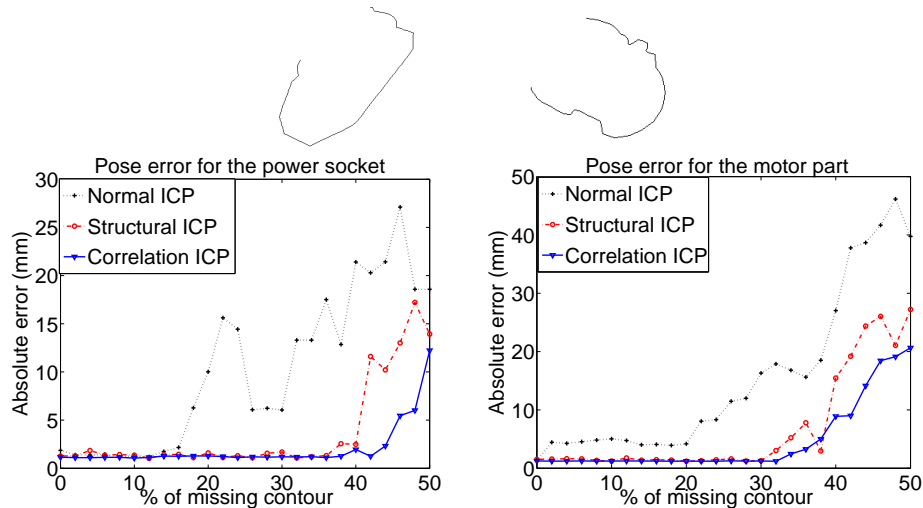 Pose error for the power socket
30
25
20
15
10
5
0
Absolute error (mm)
Normal ICP
Structural ICP
Correlation ICP
0 10 20 30 40 50
% of missing contour
Pose error for the motor part
50
40
30
20
10
0
Absolute error (mm)
Normal ICP
Structural ICP
Correlation ICP
0 10 20 30 40 50
% of missing contour